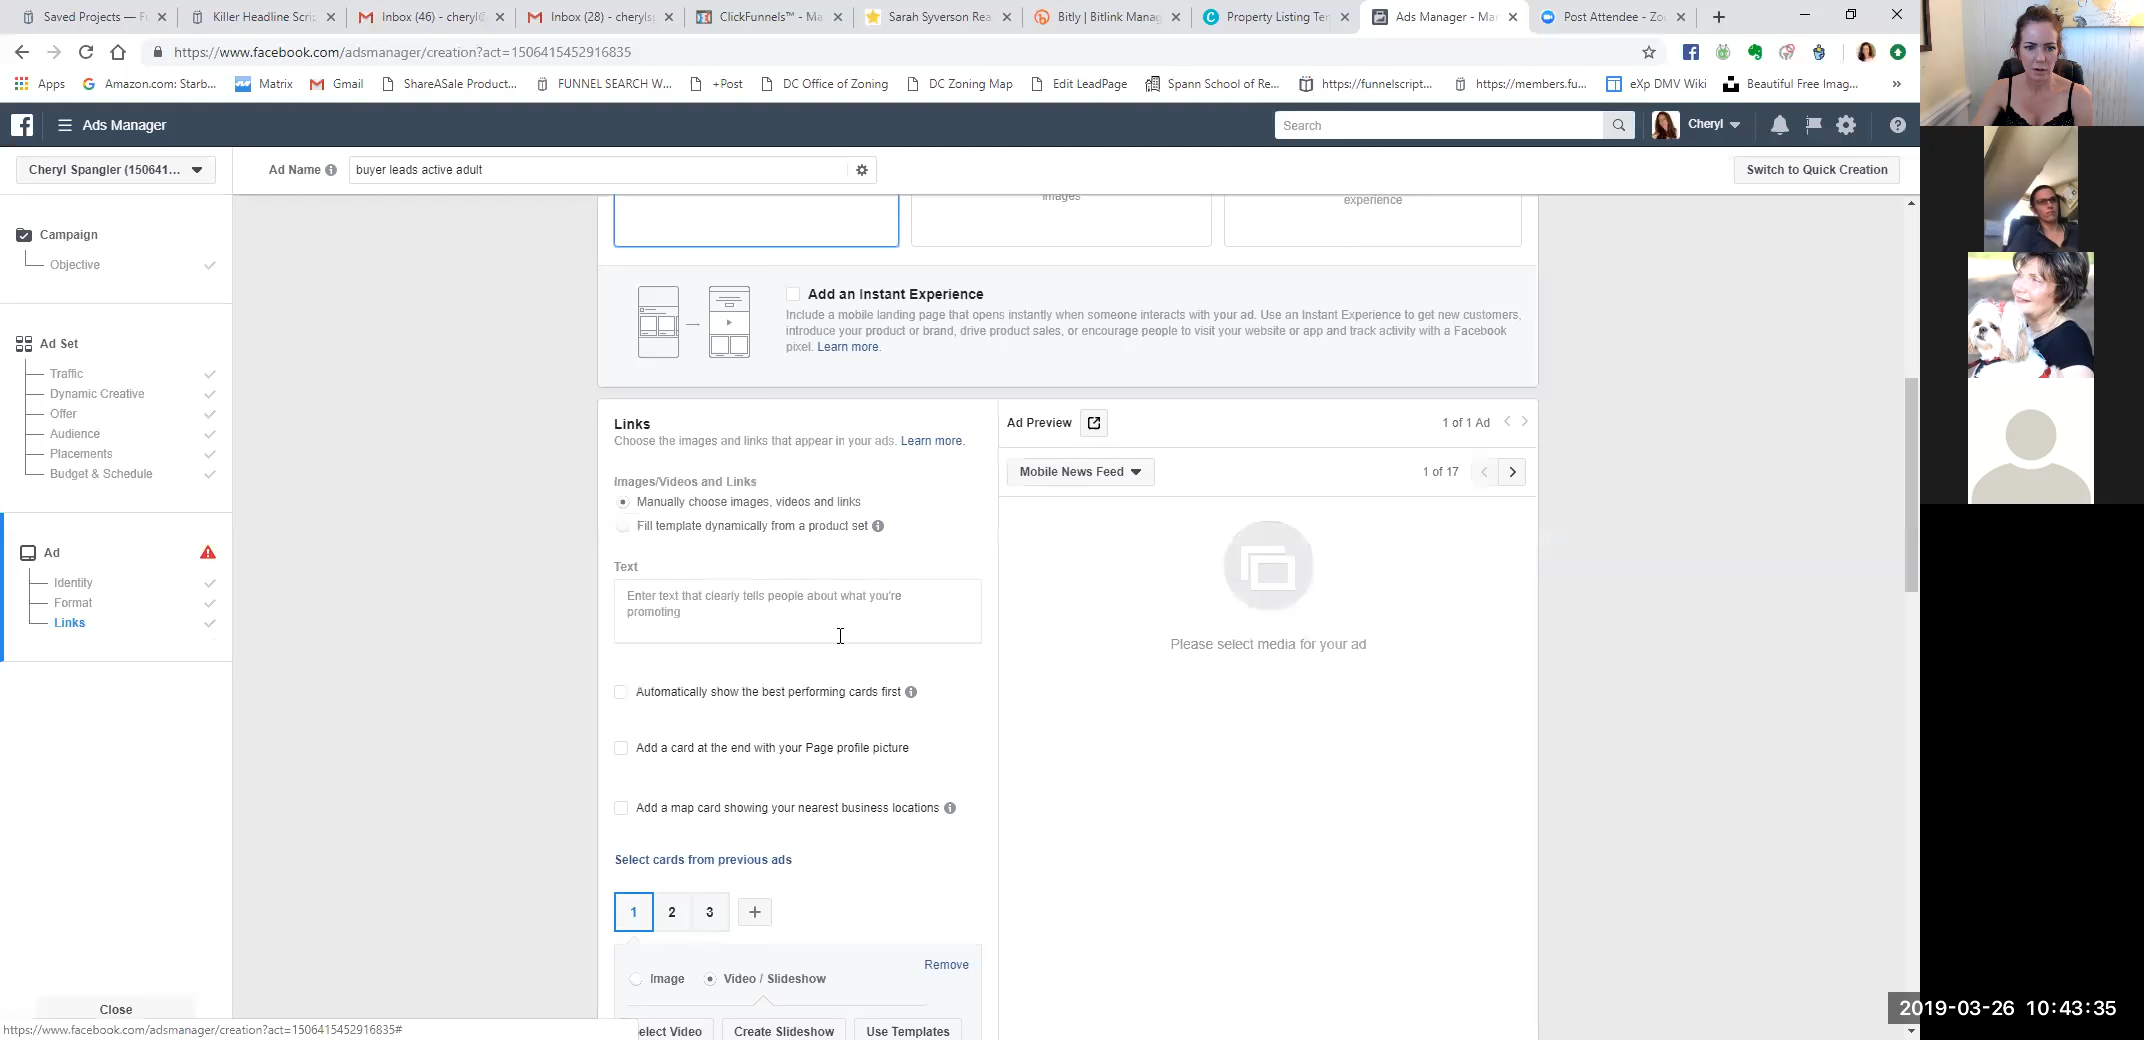 Saved Projects — F
Killer Headline Scri
Inbox (46) - cheryl@
Inbox (28) - cheryls
ClickFunnels™ - Ma
Sarah Syverson Rea
Bitly | Bitlink Manag
Property Listing Te
Ads Manager - Ma
Post Attendee - Zo
https://www.facebook.com/adsmanager/creation?act=1506415452916835
Apps
Amazon.com: Starb...
Matrix
Gmail
ShareASale Product...
FUNNEL SEARCH W...
+Post
DC Office of Zoning
DC Zoning Map
Edit LeadPage
Spann School of Re...
https://funnelscript...
https://members.fu...
eXp DMV Wiki
Beautiful Free Imag...
»
Ads Manager
Search
Cheryl
Cheryl Spangler (150641...
Ad Name
buyer leads active adult
Switch to Quick Creation
Campaign
Objective
Ad Set
Traffic
Dynamic Creative
Offer
Audience
Placements
Budget & Schedule
Ad
Identity
Format
Links
Close
https://www.facebook.com/adsmanager/creation?act=1506415452916835#
images
experience
Add an Instant Experience
Include a mobile landing page that opens instantly when someone interacts with your ad. Use an Instant Experience to get new customers,
introduce your product or brand, drive product sales, or encourage people to visit your website or app and track activity with a Facebook
pixel. Learn more.
Links
Choose the images and links that appear in your ads. Learn more.
Images/Videos and Links
Manually choose images, videos and links
Fill template dynamically from a product set
Text
Enter text that clearly tells people about what you're
promoting
Automatically show the best performing cards first
Add a card at the end with your Page profile picture
Add a map card showing your nearest business locations
Select cards from previous ads
1 2 3 +
Remove
Image
Video / Slideshow
elect Video
Create Slideshow
Use Templates
Ad Preview
1 of 1 Ad
Mobile News Feed
1 of 17
Please select media for your ad
2019-03-26 10:43:35